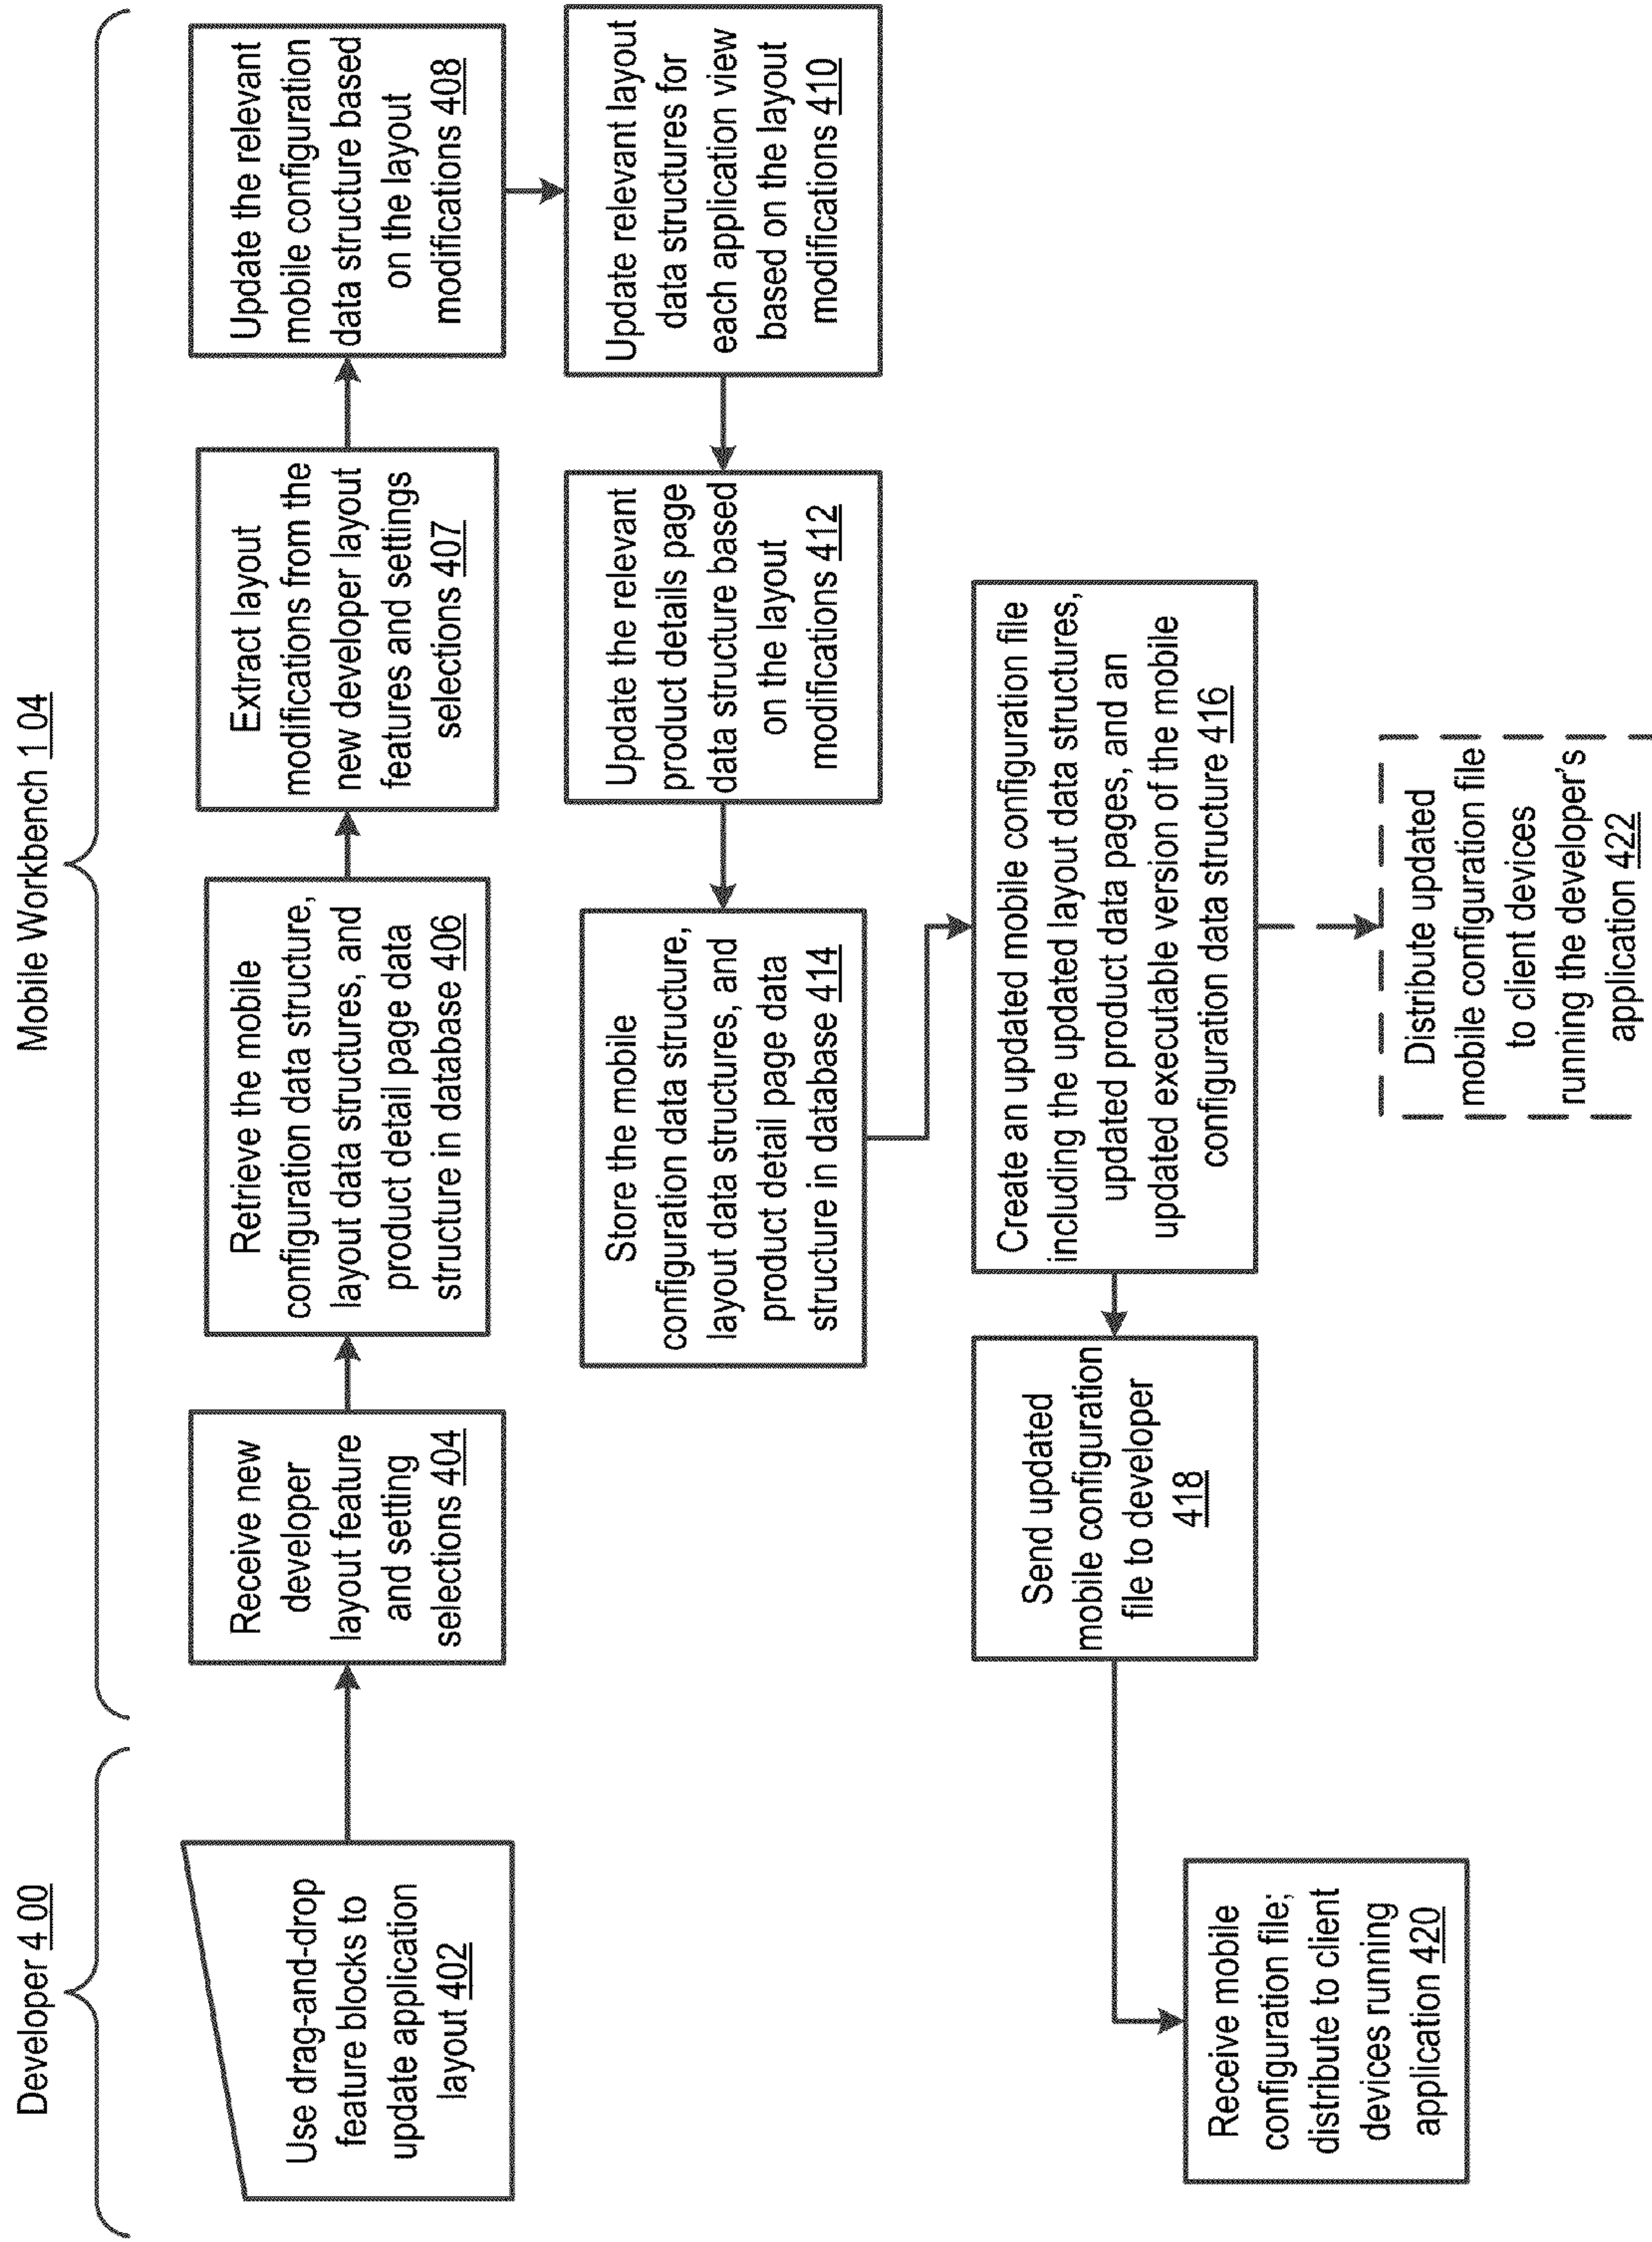 Developer 4 00
Mobile Workbench 1 04
Use drag-and-drop
feature blocks to
update application
layout 402
Receive new
developer
layout feature
and setting
selections 404
Retrieve the mobile
configuration data structure,
layout data structures, and
product detail page data
structure in database 406
Extract layout
modifications from the
new developer layout
features and settings
selections 407
Update the relevant
mobile configuration
data structure based
on the layout
modifications 408
Update relevant layout
data structures for
each application view
based on the layout
modifications 410
Update the relevant
product details page
data structure based
on the layout
modifications 412
Store the mobile
configuration data structure,
layout data structures, and
product detail page data
structure in database 414
Create an updated mobile configuration file
including the updated layout data structures,
updated product data pages, and an
updated executable version of the mobile
configuration data structure 416
Send updated
mobile configuration
file to developer
418
Receive mobile
configuration file;
distribute to client
devices running
application 420
Distribute updated
mobile configuration file
to client devices
running the developer's
application 422